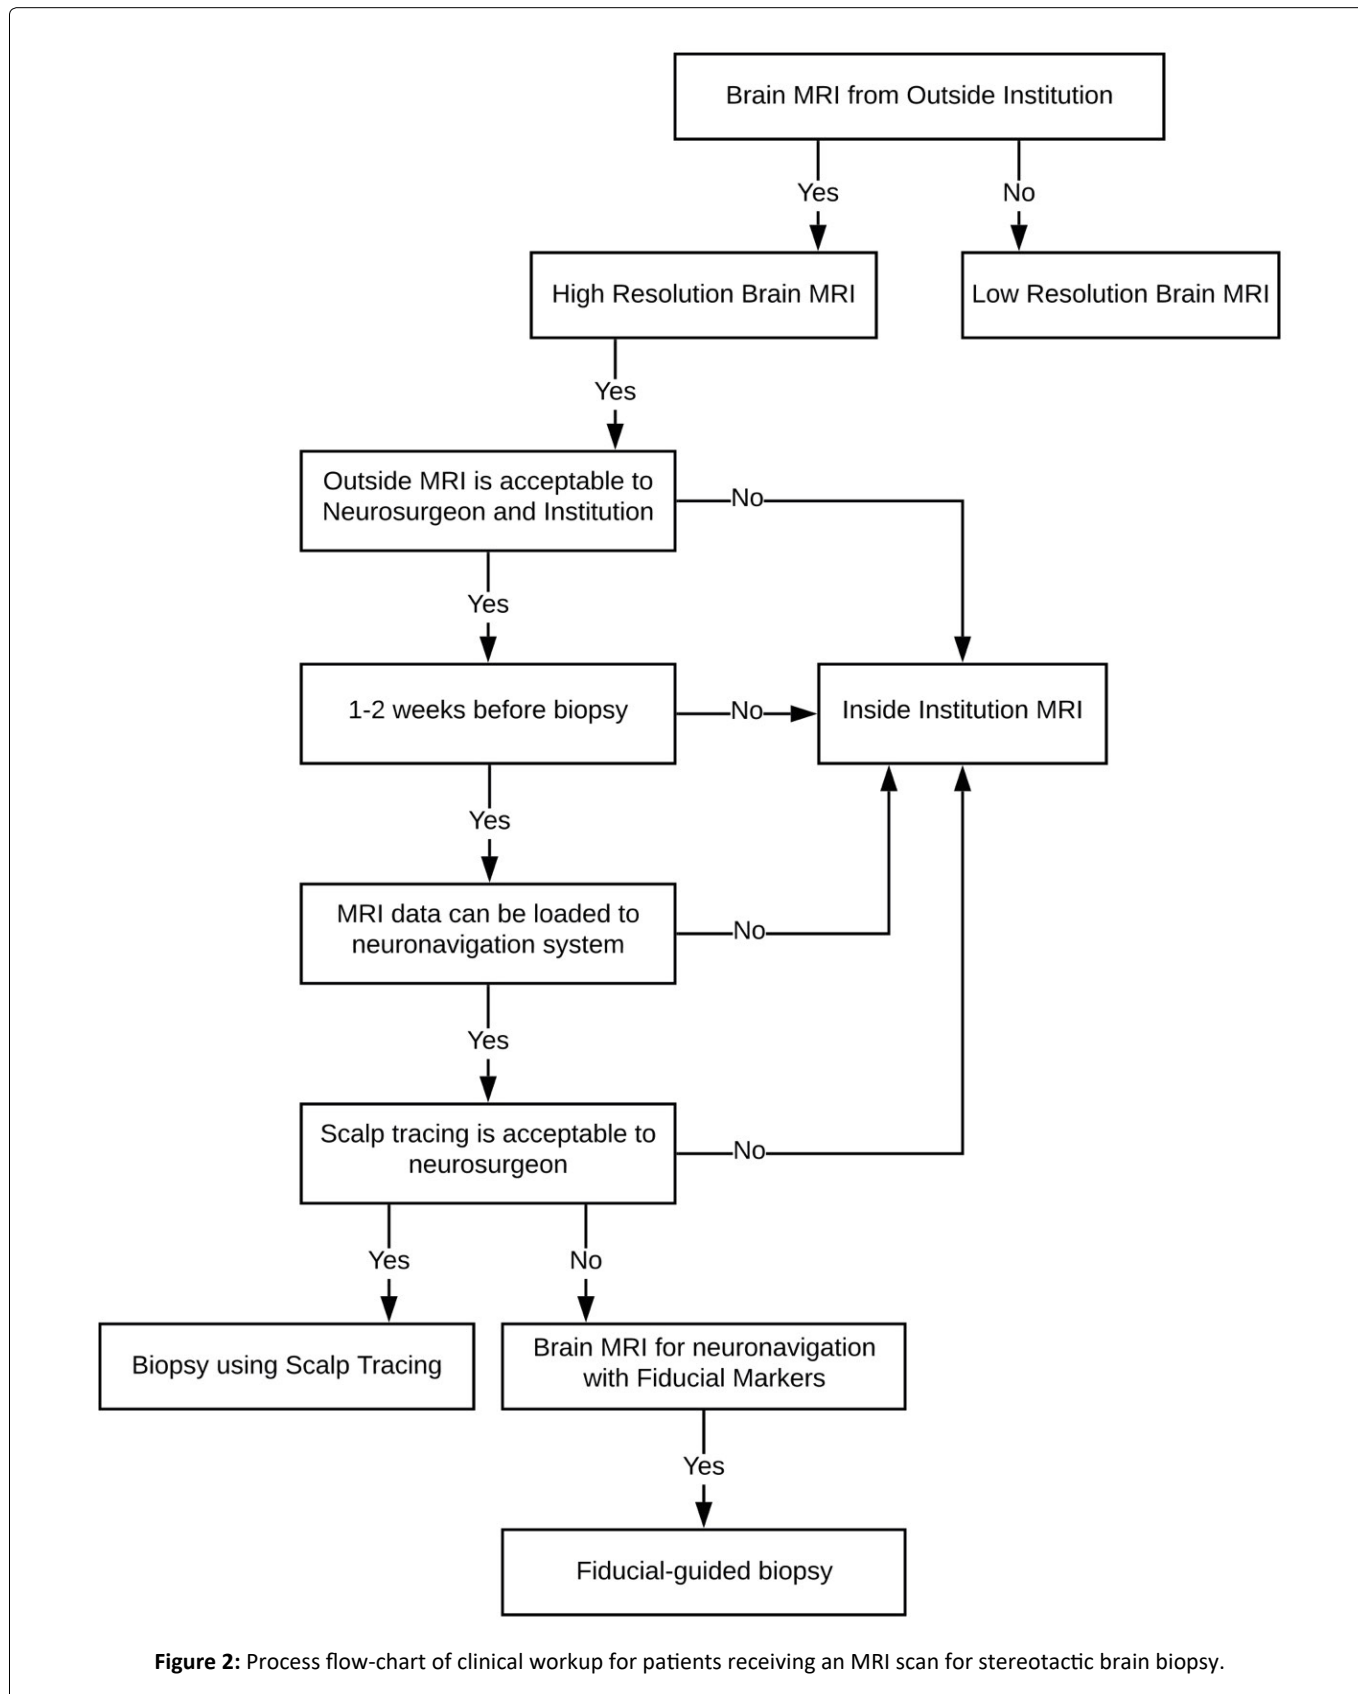 Brain MRI from Outside Institution
Yes
No
High Resolution Brain MRI
Low Resolution Brain MRI
Yes
Outside MRI is acceptable to
Neurosurgeon and Institution
No
Yes
1-2 weeks before biopsy
No
Inside Institution MRI
Yes
MRI data can be loaded to
neuronavigation system
No
Yes
Scalp tracing is acceptable to
neurosurgeon
No
Yes
No
Biopsy using Scalp Tracing
Brain MRI for neuronavigation
with Fiducial Markers
Yes
Fiducial-guided biopsy
Figure 2: Process flow-chart of clinical workup for patients receiving an MRI scan for stereotactic brain biopsy.